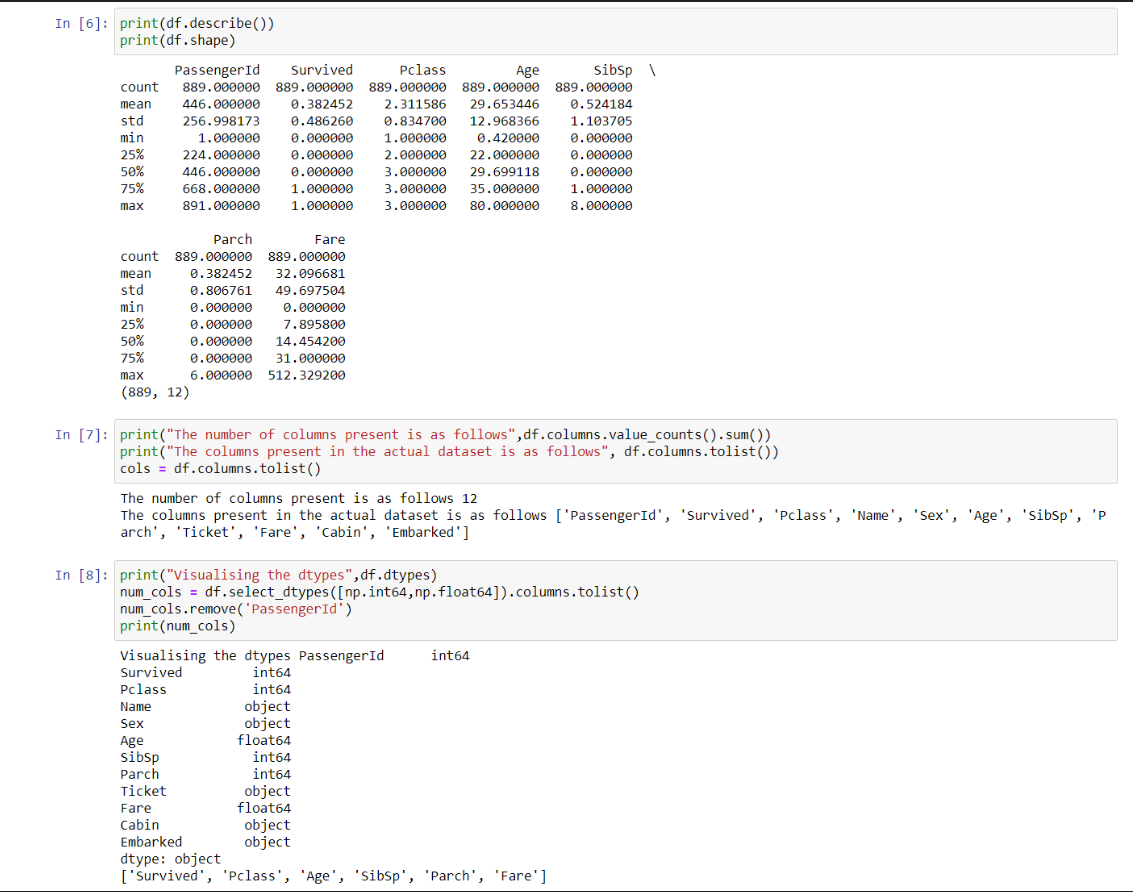 In [6]: print(df.describe())
print(df.shape)
PassengerId Survived Pclass Age SibSp \
count 889.000000 889.000000 889.000000 889.000000 889.000000
mean 446.000000 0.382452 2.311586 29.653446 0.524184
std 256.998173 0.486260 0.834700 12.968366 1.103705
min 1.000000 0.000000 1.000000 0.420000 0.000000
25% 224.000000 0.000000 2.000000 22.000000 0.000000
50% 446.000000 0.000000 3.000000 29.699118 0.000000
75% 668.000000 1.000000 3.000000 35.000000 1.000000
max 891.000000 1.000000 3.000000 80.000000 8.000000
Parch Fare
count 889.000000 889.000000
mean 0.382452 32.096681
std 0.806761 49.697504
min 0.000000 0.000000
25% 0.000000 7.895800
50% 0.000000 14.454200
75% 0.000000 31.000000
max 6.000000 512.329200
(889, 12)
In [7]: print("The number of columns present is as follows",df.columns.value_counts().sum())
print("The columns present in the actual dataset is as follows", df.columns.tolist())
cols = df.columns.tolist()
The number of columns present is as follows 12
The columns present in the actual dataset is as follows ['PassengerId', 'Survived', 'Pclass', 'Name', 'Sex', 'Age', 'SibSp', 'P
arch', 'Ticket', 'Fare', 'Cabin', 'Embarked']
In [8]: print("Visualising the dtypes",df.dtypes)
num_cols = df.select_dtypes([np.int64,np.float64]).columns.tolist()
num_cols.remove('PassengerId')
print(num_cols)
Visualising the dtypes PassengerId int64
Survived int64
Pclass int64
Name object
Sex object
Age float64
SibSp int64
Parch int64
Ticket object
Fare float64
Cabin object
Embarked object
dtype: object
['Survived', 'Pclass', 'Age', 'SibSp', 'Parch', 'Fare']